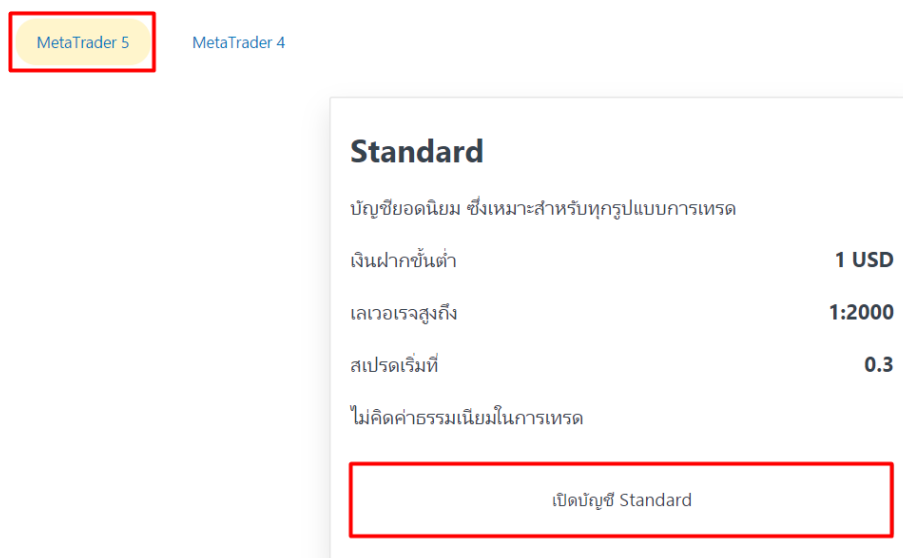 MetaTrader 5 MetaTrader 4
Standard
บัญชียอดนิยม ซึ่งเหมาะสำหรับทุกรูปแบบการเทรด
เงินฝากขั้นต่ำ 1 USD
เลเวอเรจสูงถึง 1:2000
สเปรดเริ่มที่ 0.3
ไม่คิดค่าธรรมเนียมในการเทรด
เปิดบัญชี Standard